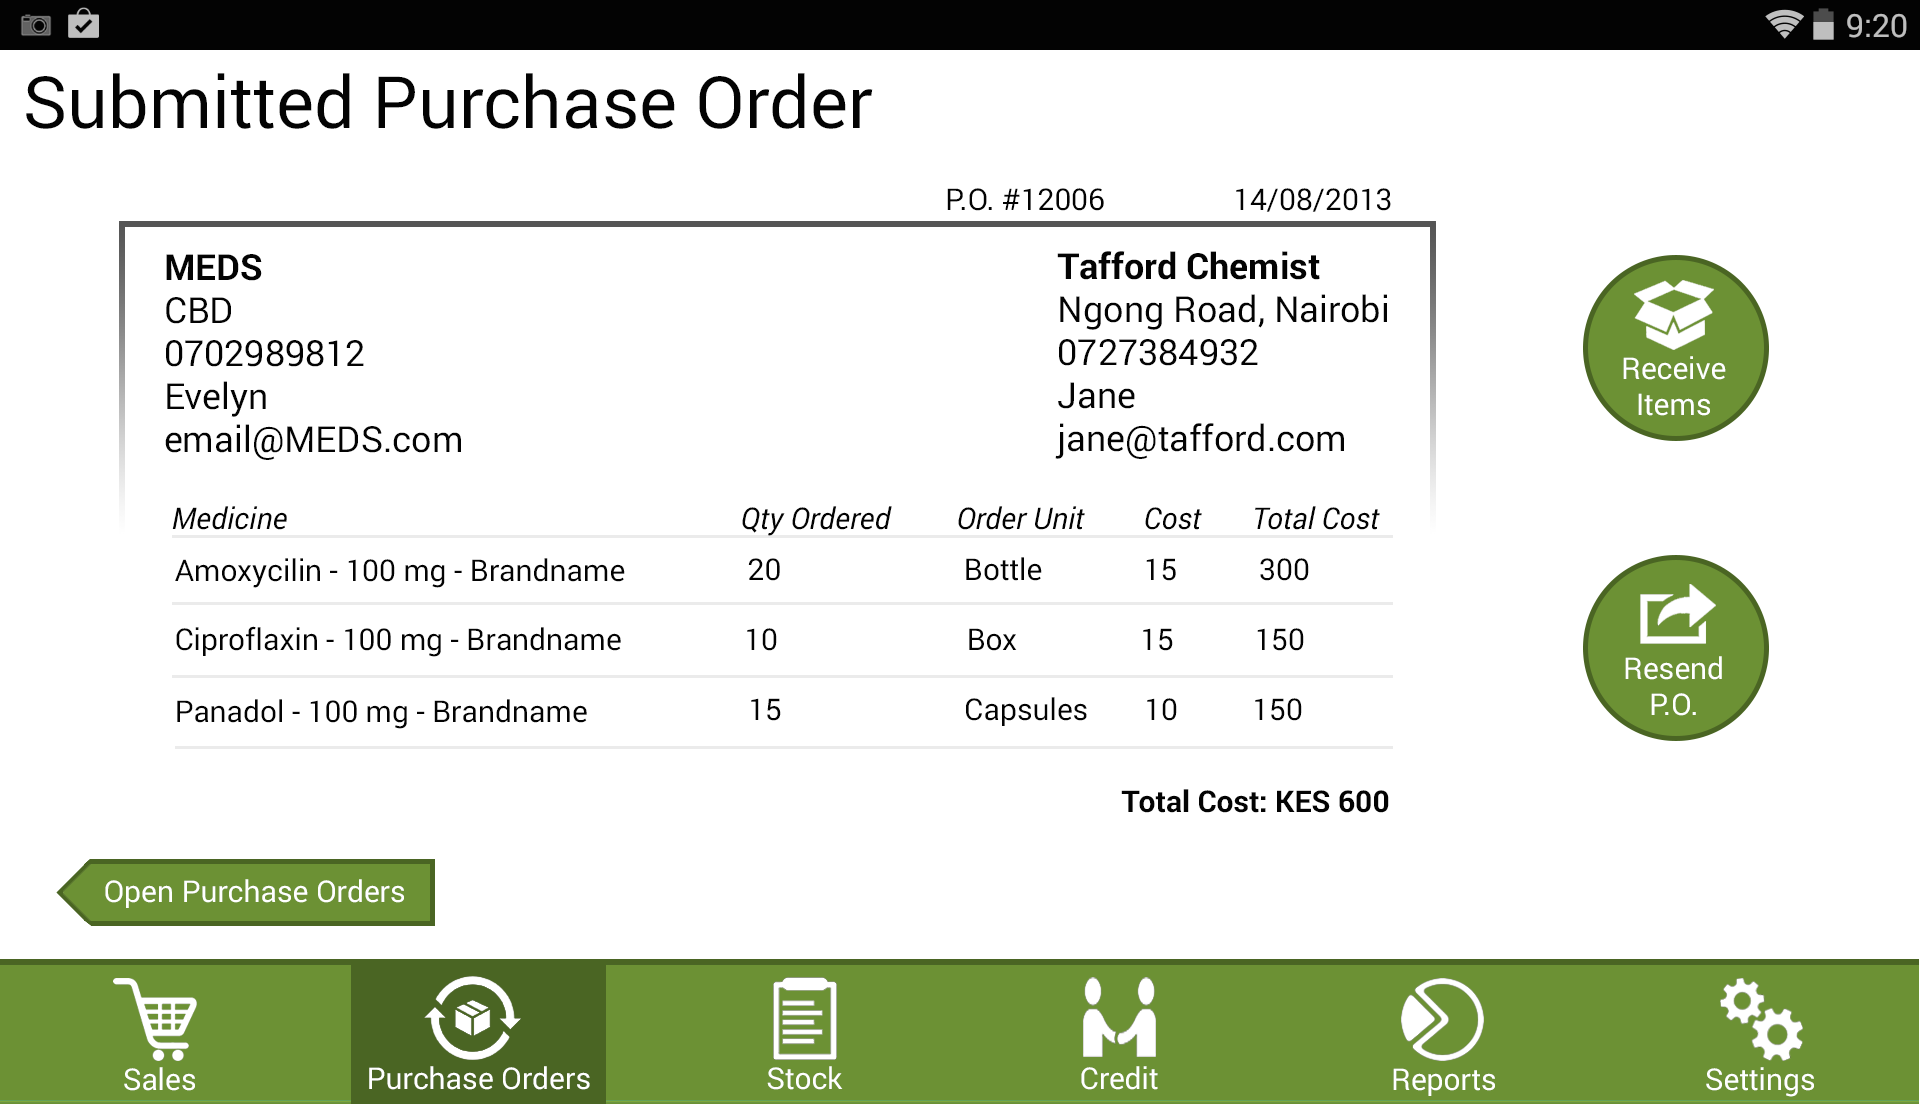 9:20
Submitted Purchase Order
P.O. #12006 14/08/2013
MEDS
CBD
0702989812
Evelyn
email@MEDS.com
Tafford Chemist
Ngong Road, Nairobi
0727384932
Jane
jane@tafford.com
Receive
Items
Medicine Qty Ordered Order Unit Cost Total Cost
Amoxycilin - 100 mg - Brandname 20 Bottle 15 300
Ciproflaxin - 100 mg - Brandname 10 Box 15 150
Panadol - 100 mg - Brandname 15 Capsules 10 150
Resend
P.O.
Total Cost: KES 600
Open Purchase Orders
Sales Purchase Orders Stock Credit Reports Settings